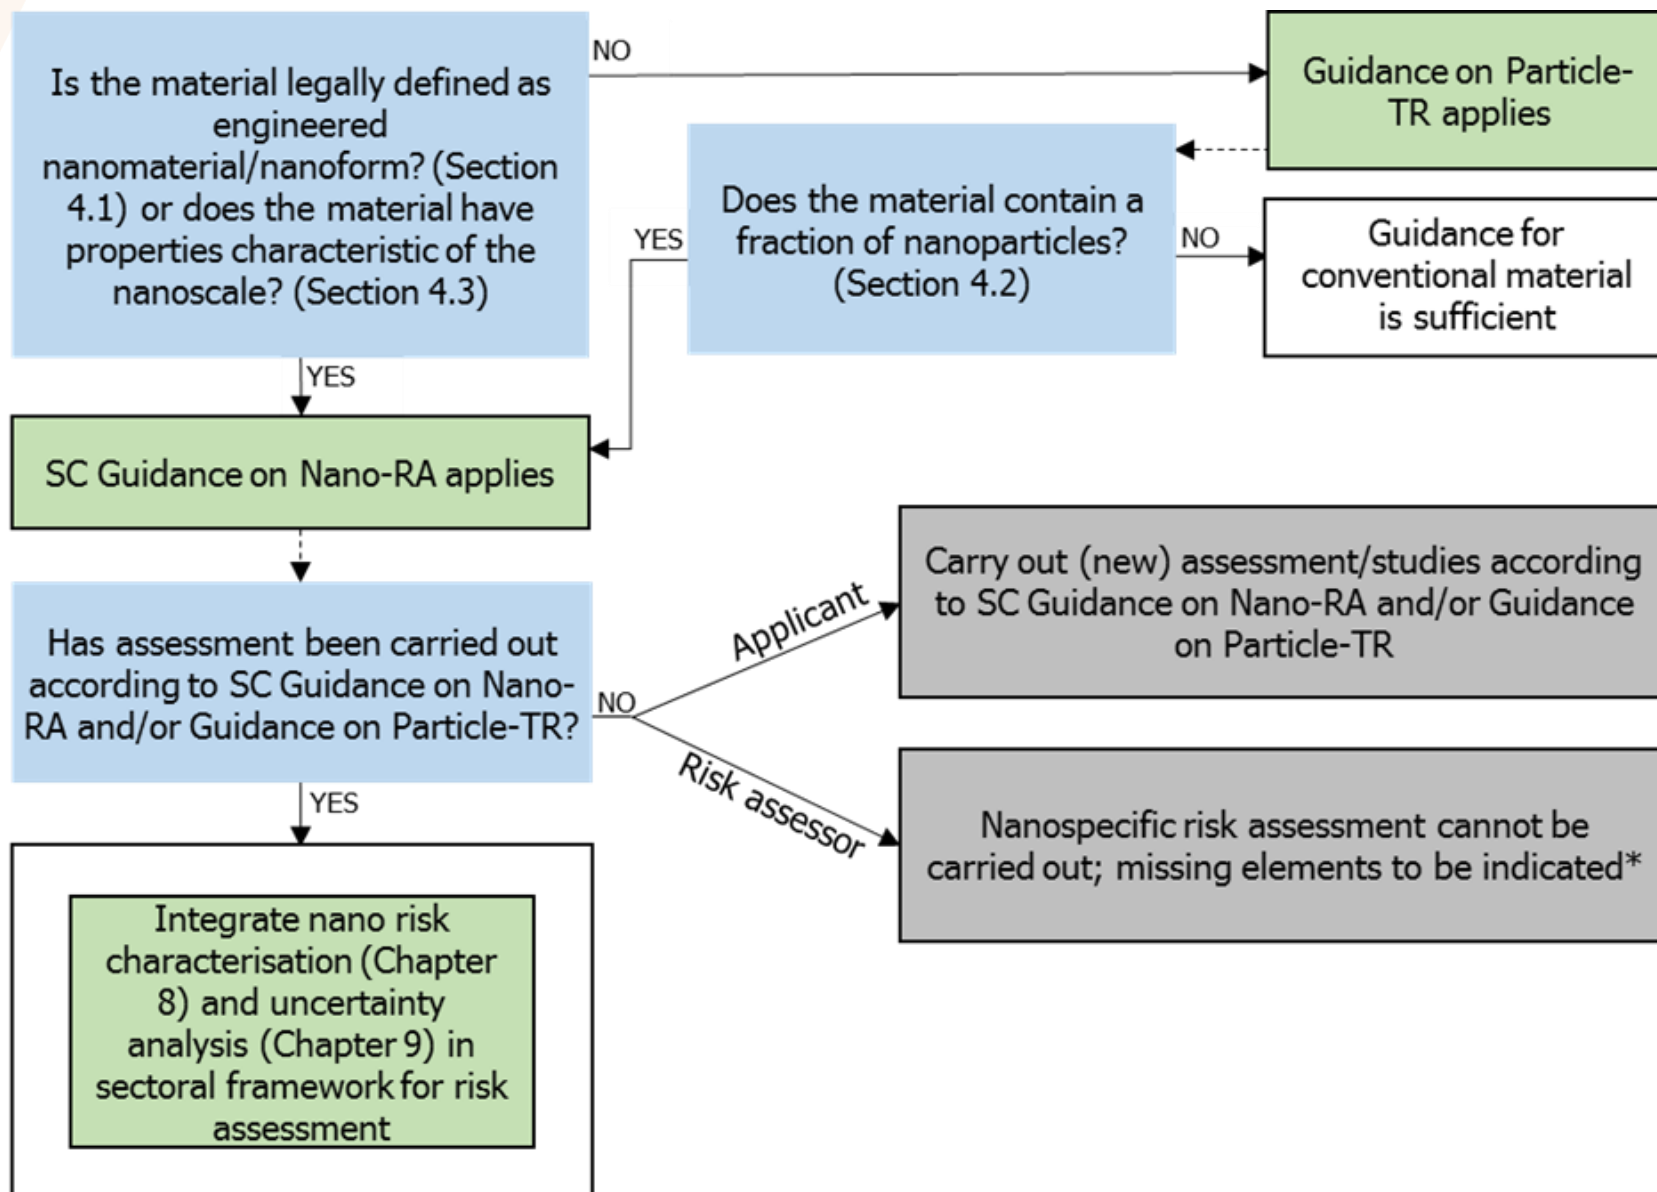 Is the material legally defined as
engineered
nanomaterial/nanoform? (Section
4.1) or does the material have
properties characteristic of the
nanoscale? (Section 4.3)
NO
Guidance on Particle-
TR applies
Does the material contain a
fraction of nanoparticles?
(Section 4.2)
YES
NO
Guidance for
conventional material
is sufficient
YES
SC Guidance on Nano-RA applies
Has assessment been carried out
according to SC Guidance on Nano-
RA and/or Guidance on Particle-TR?
NO
Applicant
Carry out (new) assessment/studies according
to SC Guidance on Nano-RA and/or Guidance
on Particle-TR
Risk assessor
Nanospecific risk assessment cannot be
carried out; missing elements to be indicated*
YES
Integrate nano risk
characterisation (Chapter
8) and uncertainty
analysis (Chapter 9) in
sectoral framework for risk
assessment